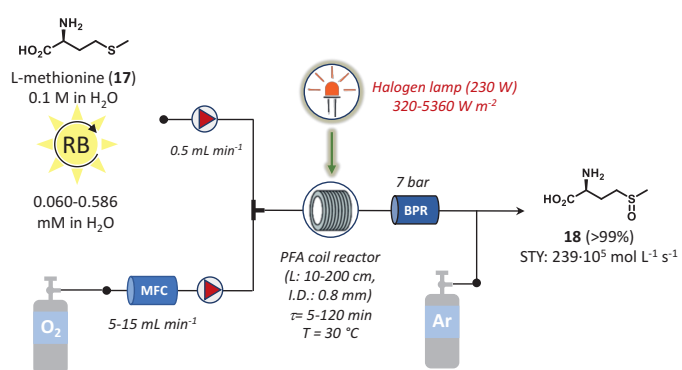 NH₂
HO₂C
S
L-methionine (17)
0.1 M in H₂O
RB
0.060-0.586
mM in H₂O
0.5 mL min⁻¹
O₂
MFC
5-15 mL min⁻¹
Halogen lamp (230 W)
320-5360 W m⁻²
PFA coil reactor
(L: 10-200 cm,
I.D.: 0.8 mm)
τ= 5-120 min
T = 30 °C
7 bar
BPR
Ar
NH₂
HO₂C
S
O
18 (>99%)
STY: 239·10⁵ mol L⁻¹ s⁻¹